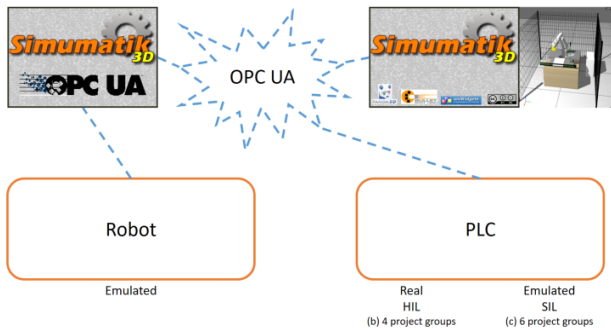 Simumatik
3D
OPC UA
OPC UA
Simumatik
3D
Robot
PLC
Emulated
Real
HIL
(b) 4 project groups
Emulated
SIL
(c) 6 project groups